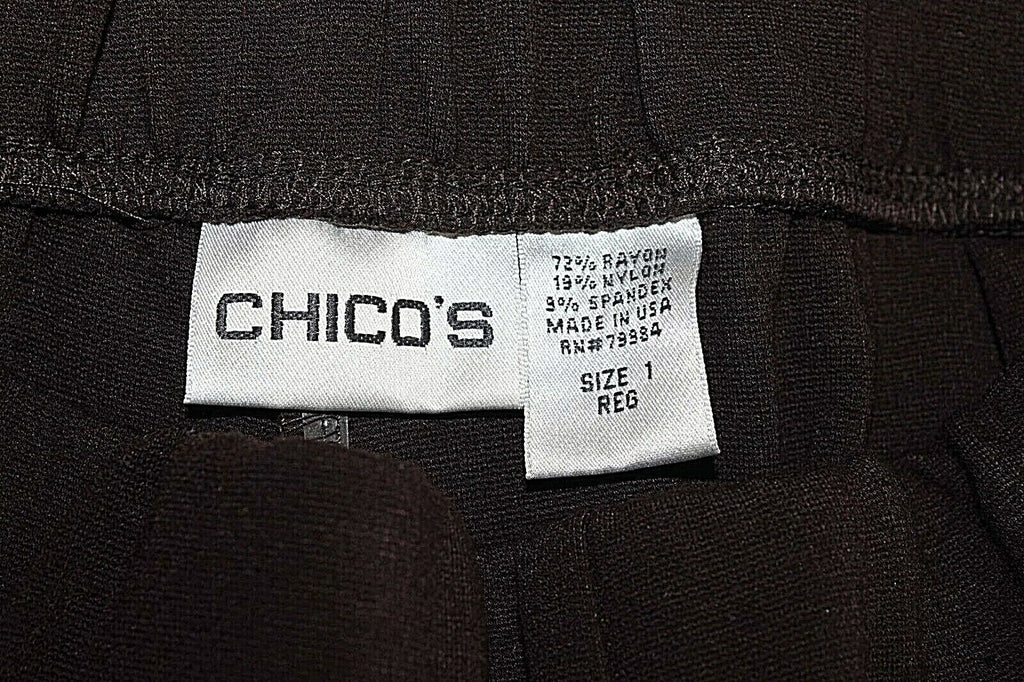 CHICO'S
72% RAYON
19% NYLON
9% SPANDEX
MADE IN USA
RN#79984
SIZE 1
REG